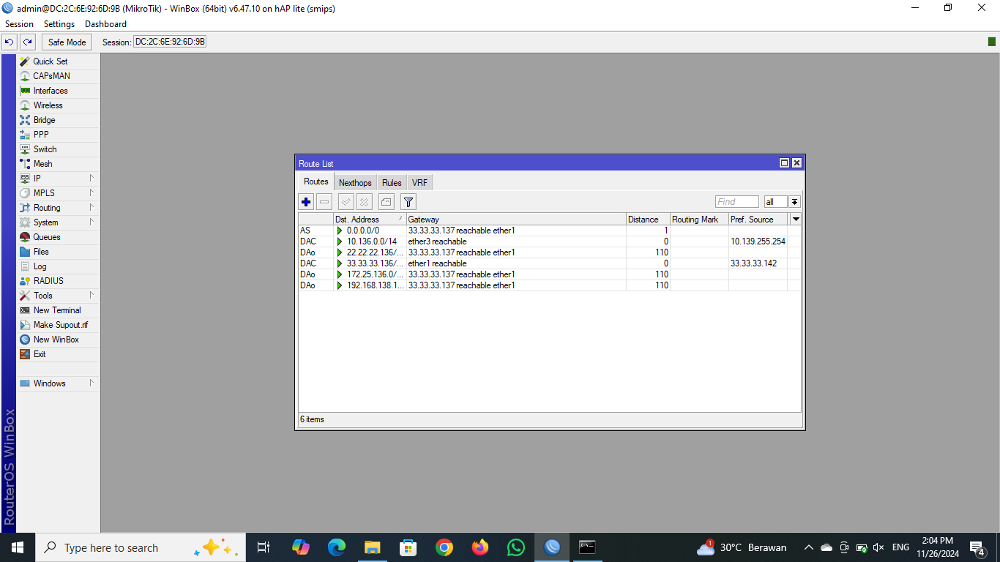 admin@DC:2C:6E:92:6D:9B (MikroTik) - WinBox (64bit) v6.47.10 on hAP lite (smips)
Session Settings Dashboard
Safe Mode Session: DC:2C:6E:92:6D:9B
Quick Set
CAPsMAN
Interfaces
Wireless
Bridge
PPP
Switch
Mesh
IP
MPLS
Routing
System
Queues
Files
Log
RADIUS
Tools
New Terminal
Make Supout.rif
New WinBox
Exit
Windows
RouterOS WinBox
Route List
Routes Nexthops Rules VRF
Find all
Dst. Address Gateway Distance Routing Mark Pref. Source
AS 0.0.0.0/0 33.33.33.137 reachable ether1 1
DAC 10.136.0.0/14 ether3 reachable 0 10.139.255.254
DAo 22.22.22.136/... 33.33.33.137 reachable ether1 110
DAC 33.33.33.136/... ether1 reachable 0 33.33.33.142
DAo 172.25.136.0/... 33.33.33.137 reachable ether1 110
DAo 192.168.138.1... 33.33.33.137 reachable ether1 110
6 items
Type here to search
30°C Berawan
ENG
2:04 PM
11/26/2024
4